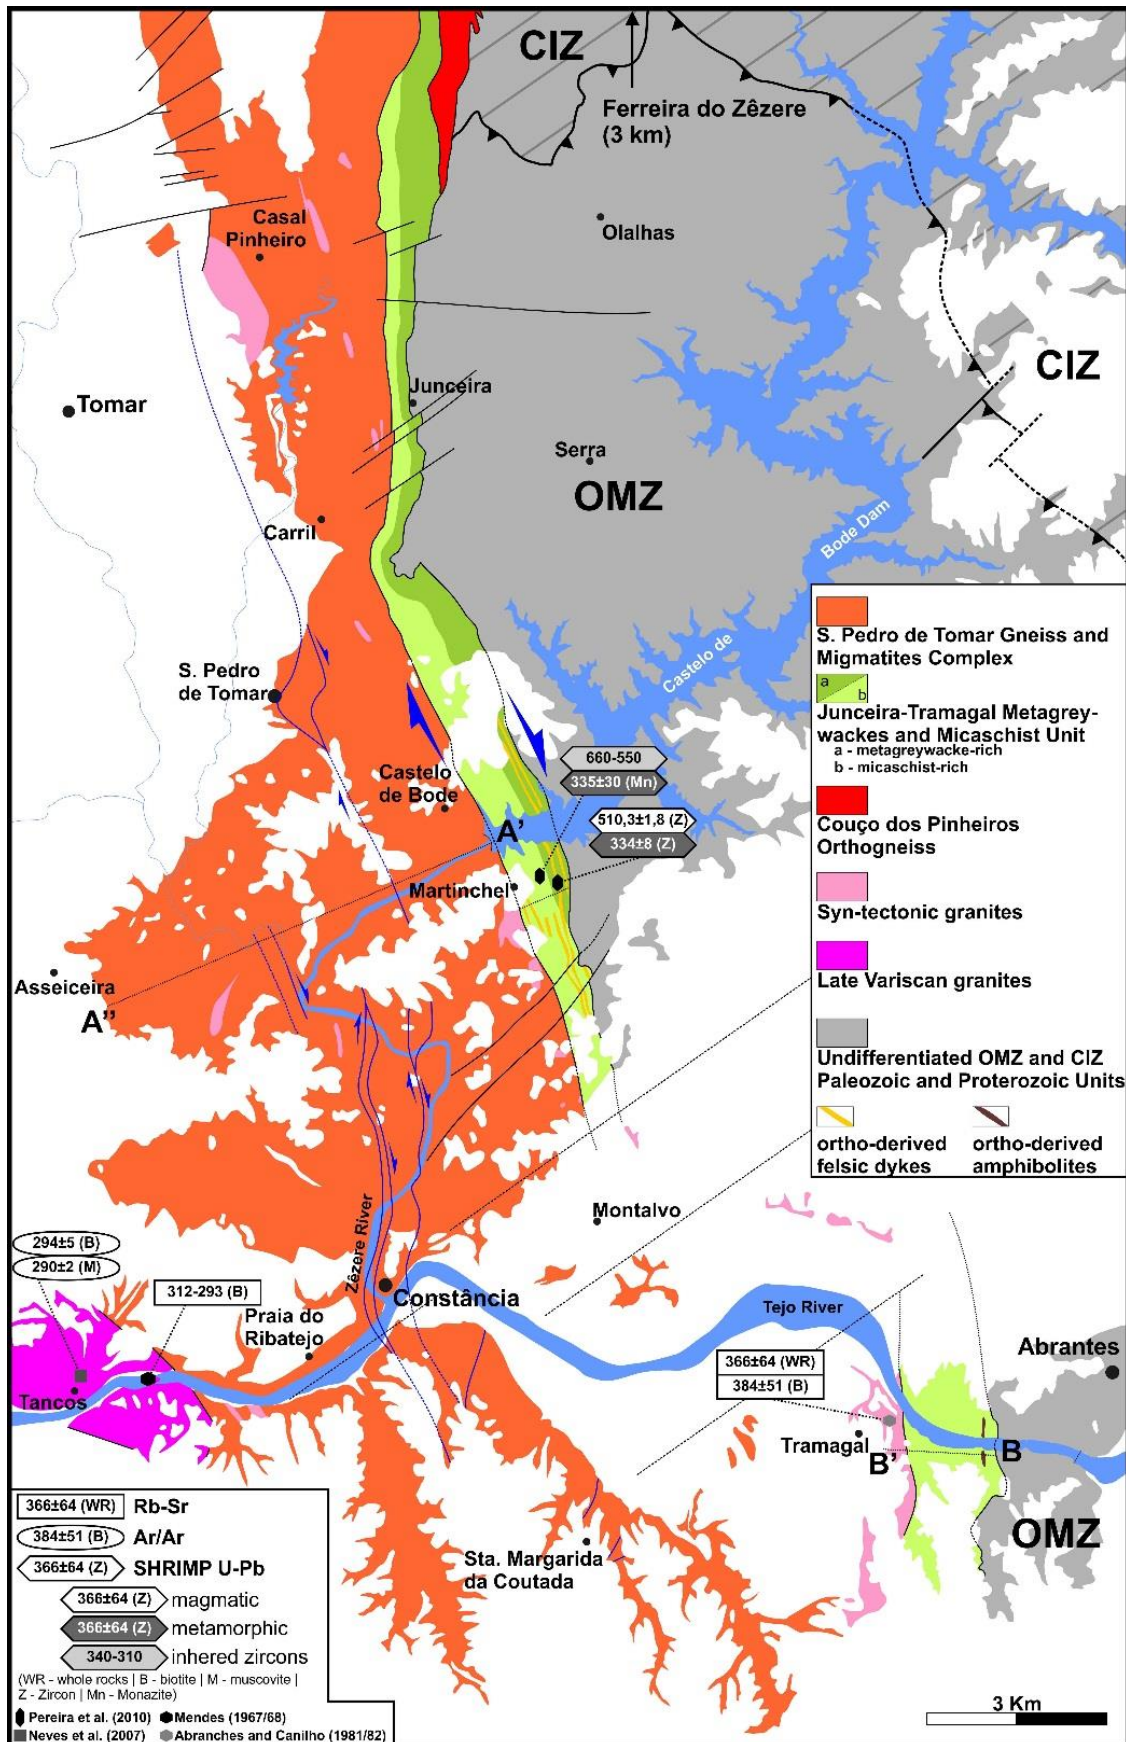 CIZ
Ferreira do Zêzere
(3 km)
Casal
Pinheiro
Olalhas
CIZ
Junceira
Tomar
Serra
OMZ
Carril
Bode Dam
Castelo de
S. Pedro
de Tomar
S. Pedro de Tomar Gneiss and
Migmatites Complex
a
b
Junceira-Tramagal Metagrey-
wackes and Micaschist Unit
a - metagreywacke-rich
b - micaschist-rich
Couço dos Pinheiros
Orthogneiss
Syn-tectonic granites
Late Variscan granites
Undifferentiated OMZ and CIZ
Paleozoic and Proterozoic Units
ortho-derived
felsic dykes
ortho-derived
amphibolites
660-550
335±30 (Mn)
Castelo
de Bode
A'
510,3±1,8 (Z)
334±8 (Z)
Martinchel
Asseiceira
A''
Zêzere River
Montalvo
294±5 (B)
290±2 (M)
312-293 (B)
Constância
Praia do
Ribatejo
Tejo River
Abrantes
366±64 (WR)
384±51 (B)
Tancos
Tramagal
B'
B
OMZ
Sta. Margarida
da Coutada
366±64 (WR) Rb-Sr
384±51 (B) Ar/Ar
366±64 (Z) SHRIMP U-Pb
366±64 (Z) magmatic
366±64 (Z) metamorphic
340-310 inhered zircons
(WR - whole rocks | B - biotite | M - muscovite |
Z - Zircon | Mn - Monazite)
Pereira et al. (2010) Mendes (1967/68)
Neves et al. (2007) Abranches and Canilho (1981/82)
3 Km